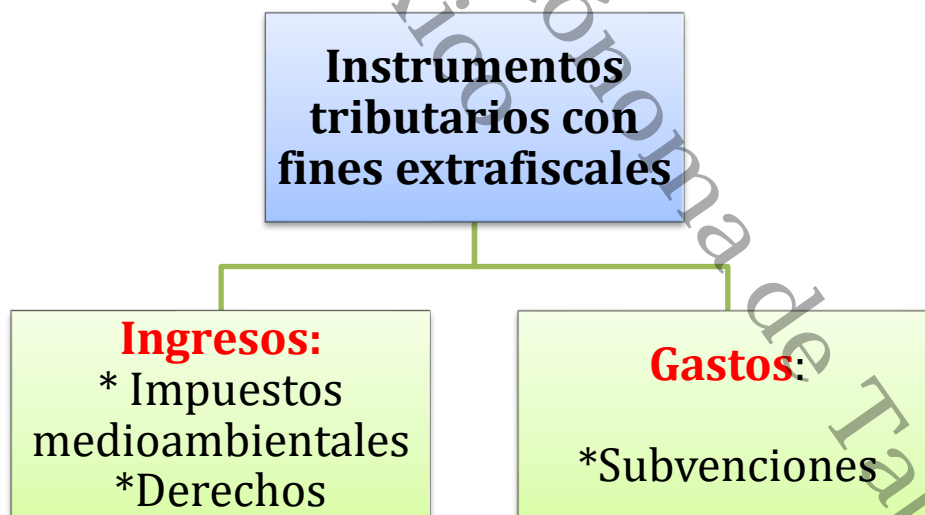 Instrumentos
tributarios con
fines extrafiscales
Ingresos:
* Impuestos
medioambientales
*Derechos
Gastos:
*Subvenciones